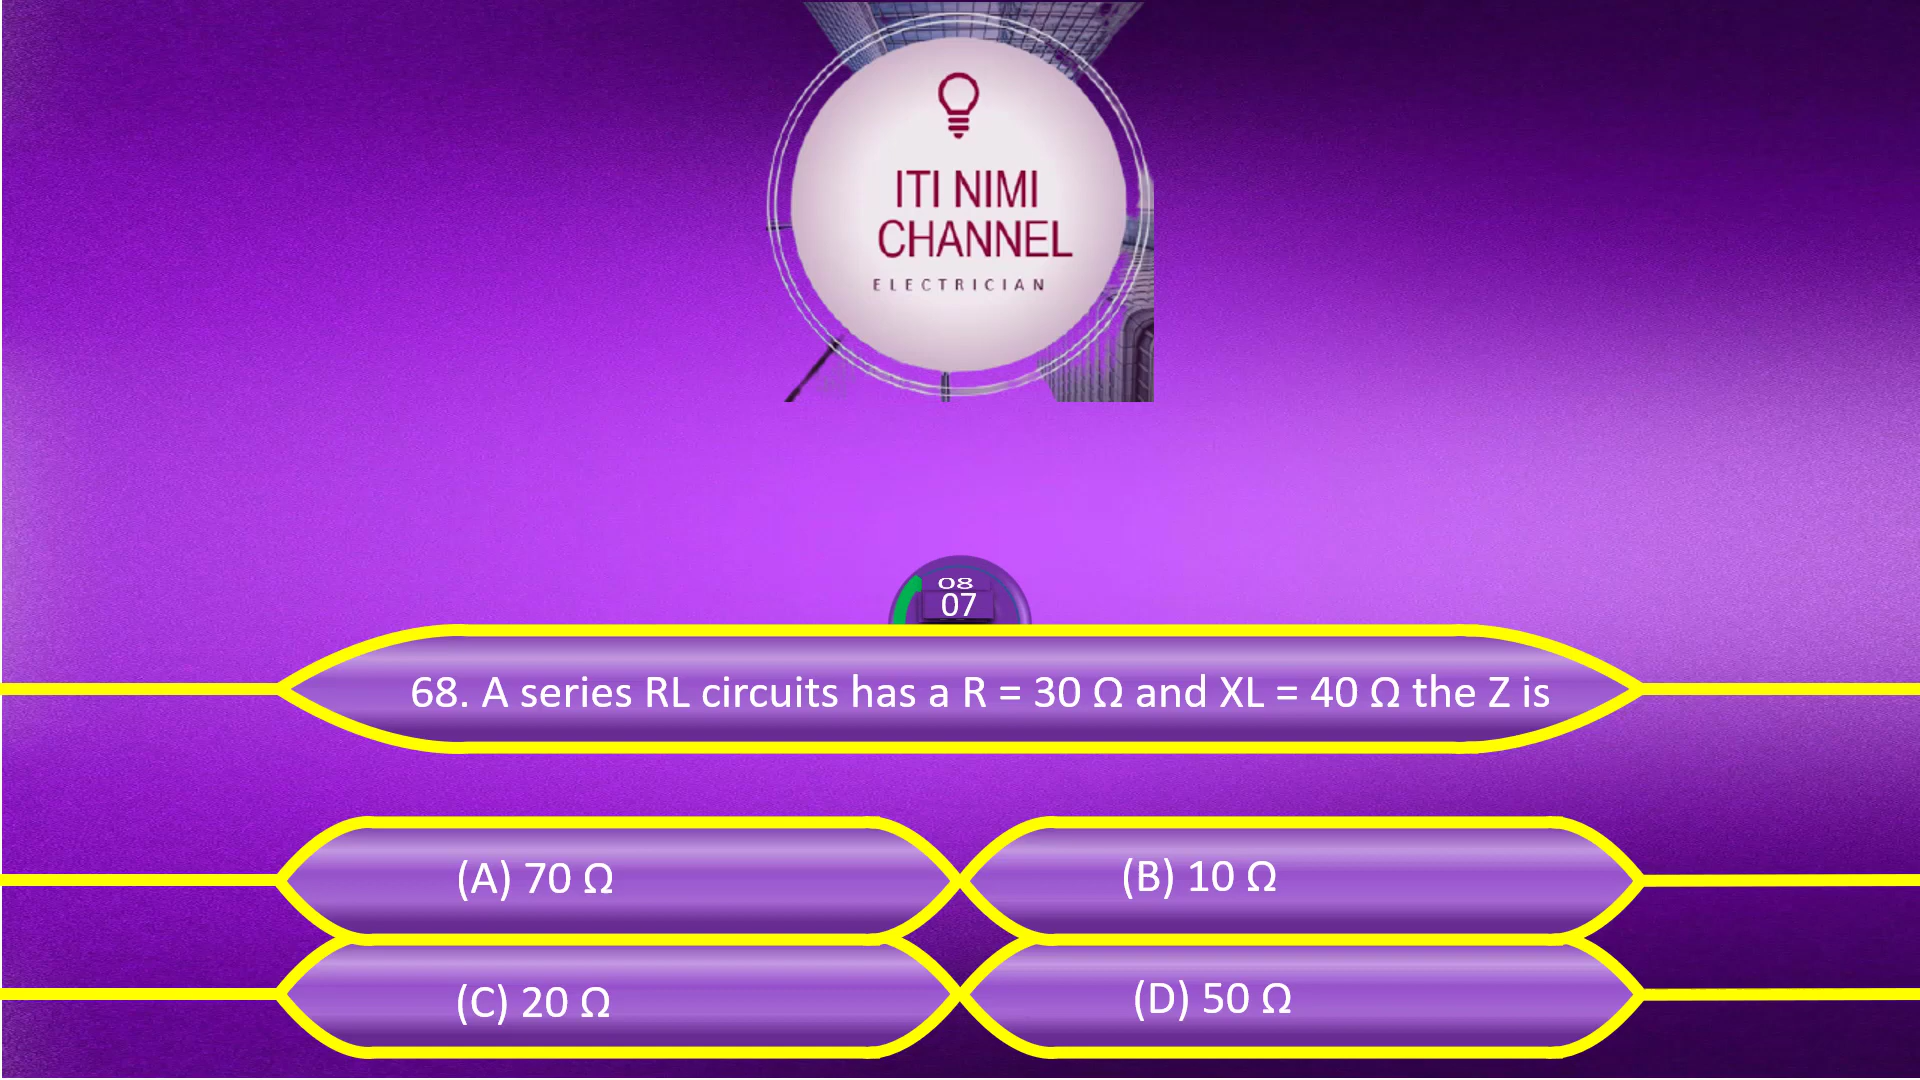 ITI NIMI
CHANNEL
ELECTRICIAN
08
07
68. A series RL circuits has a R = 30 Ω and XL = 40 Ω the Z is
(A) 70 Ω
(B) 10 Ω
(C) 20 Ω
(D) 50 Ω